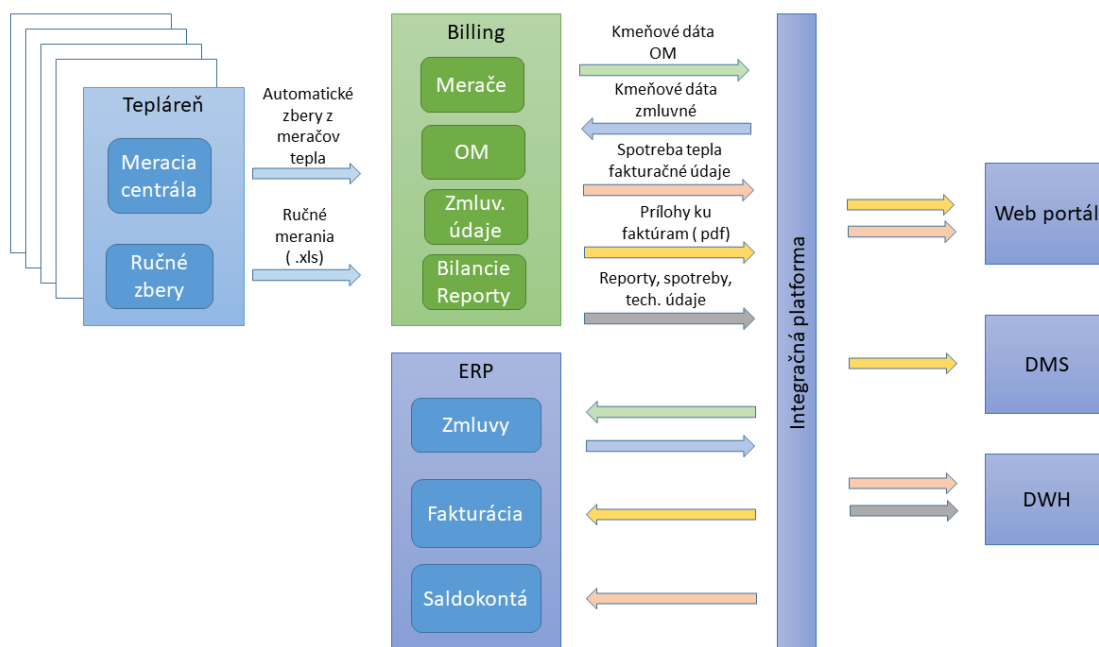 Tepláreň
Meracia
centrála
Ručné
zbery
Automatické
zbery z
meračov
tepla
Ručné
merania
( .xls)
Billing
Merače
OM
Zmluv.
údaje
Bilancie
Reporty
Kmeňové dáta
OM
Kmeňové dáta
zmluvné
Spotreba tepla
fakturačné údaje
Prílohy ku
faktúram ( pdf)
Reporty, spotreby,
tech. údaje
ERP
Zmluvy
Fakturácia
Saldokontá
Integračná platforma
Web portál
DMS
DWH